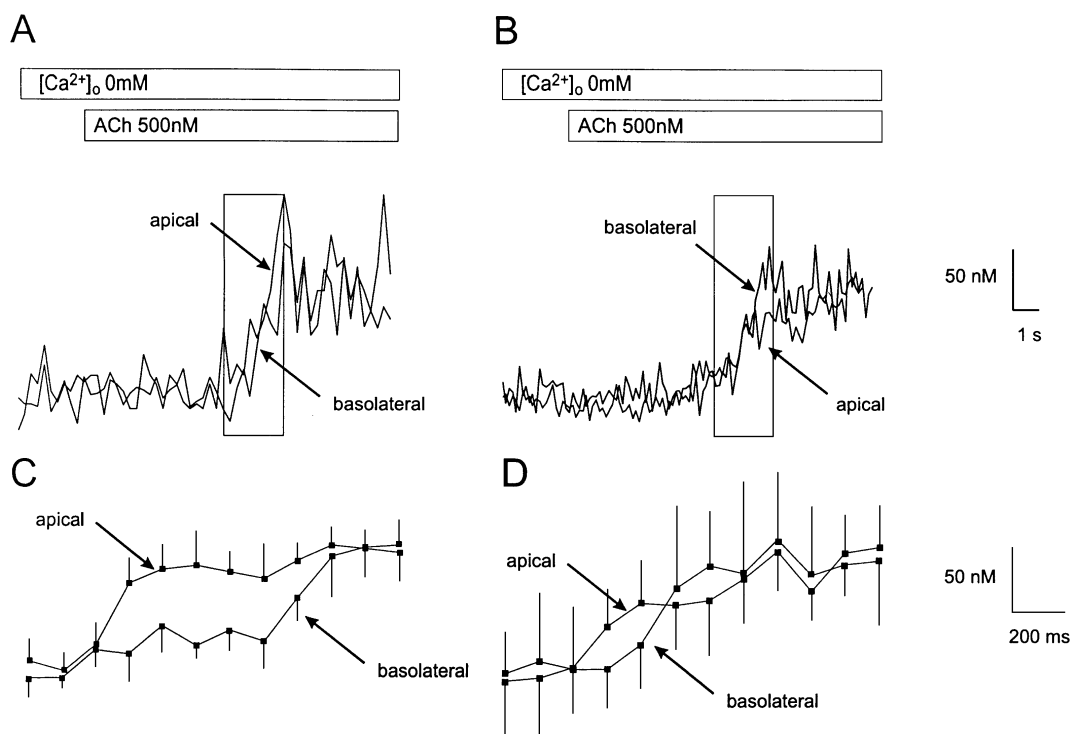 A
[Ca²⁺]ₒ 0mM
ACh 500nM
apical
basolateral
B
[Ca²⁺]ₒ 0mM
ACh 500nM
basolateral
apical
50 nM
1 s
C
apical
basolateral
D
apical
basolateral
50 nM
200 ms